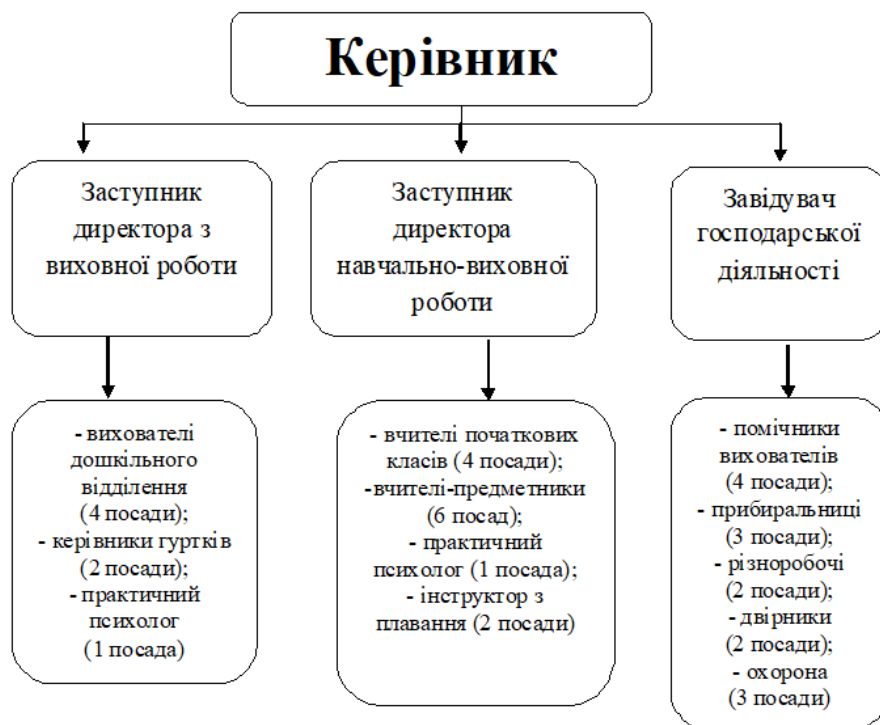 Керівник
Заступник
директора з
виховної роботи
Заступник
директора
навчально-виховної
роботи
Завідувач
господарської
діяльності
- вихователі
дошкільного
відділення
(4 посади);
- керівники гуртків
(2 посади);
- практичний
психолог
(1 посада)
- вчителі початкових
класів (4 посади);
-вчителі-предметники
(6 посад);
- практичний
психолог (1 посада);
- інструктор з
плавання (2 посади)
- помічники
вихователів
(4 посади);
- прибиральниці
(3 посади);
- різноробочі
(2 посади);
- двірники
(2 посади);
- охорона
(3 посади)